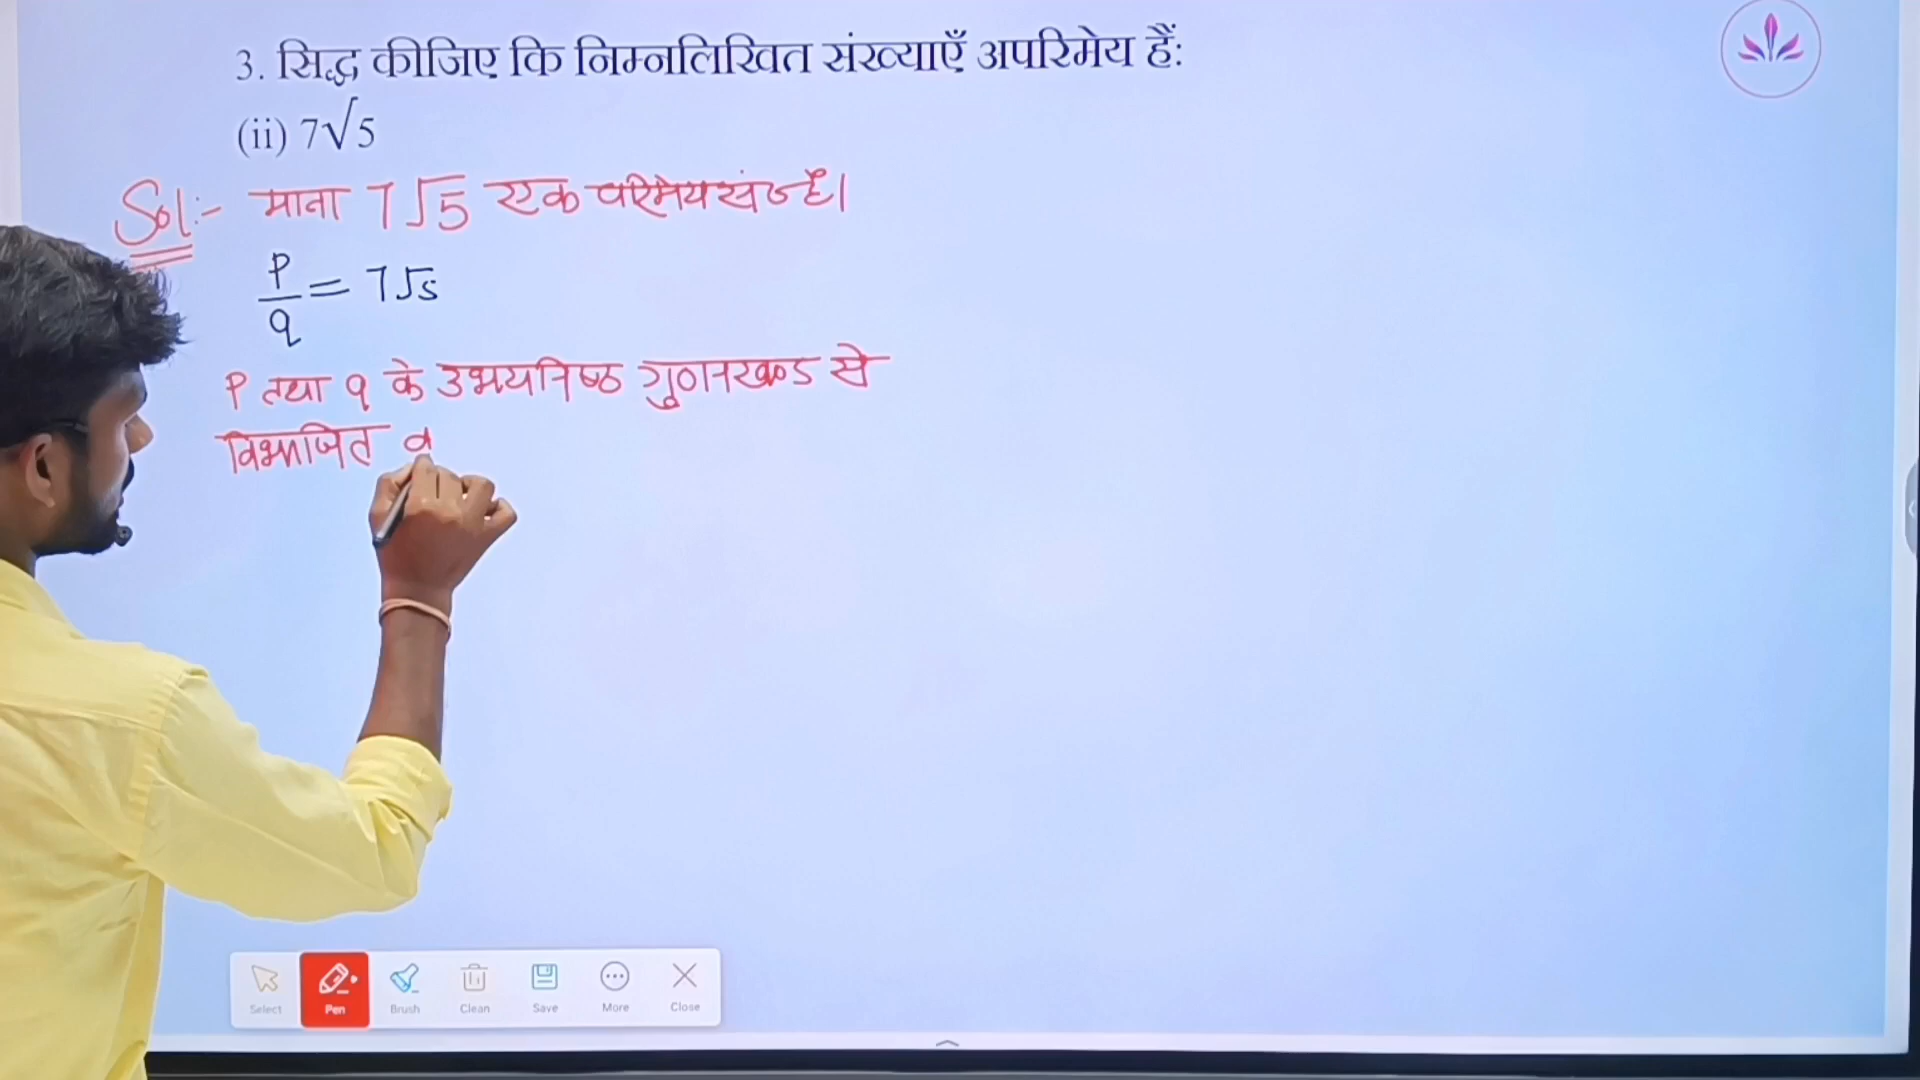 3. सिद्ध कीजिए कि निम्नलिखित संख्याएँ अपरिमेय हैं:
(ii) 7√5
Sol:- माना 7√5 एक परिमेय सं० है।
p/q = 7√5
P तथा q के उभयनिष्ठ गुणनखण्ड से
विभाजित
Select Pen Brush Clean Save More Close